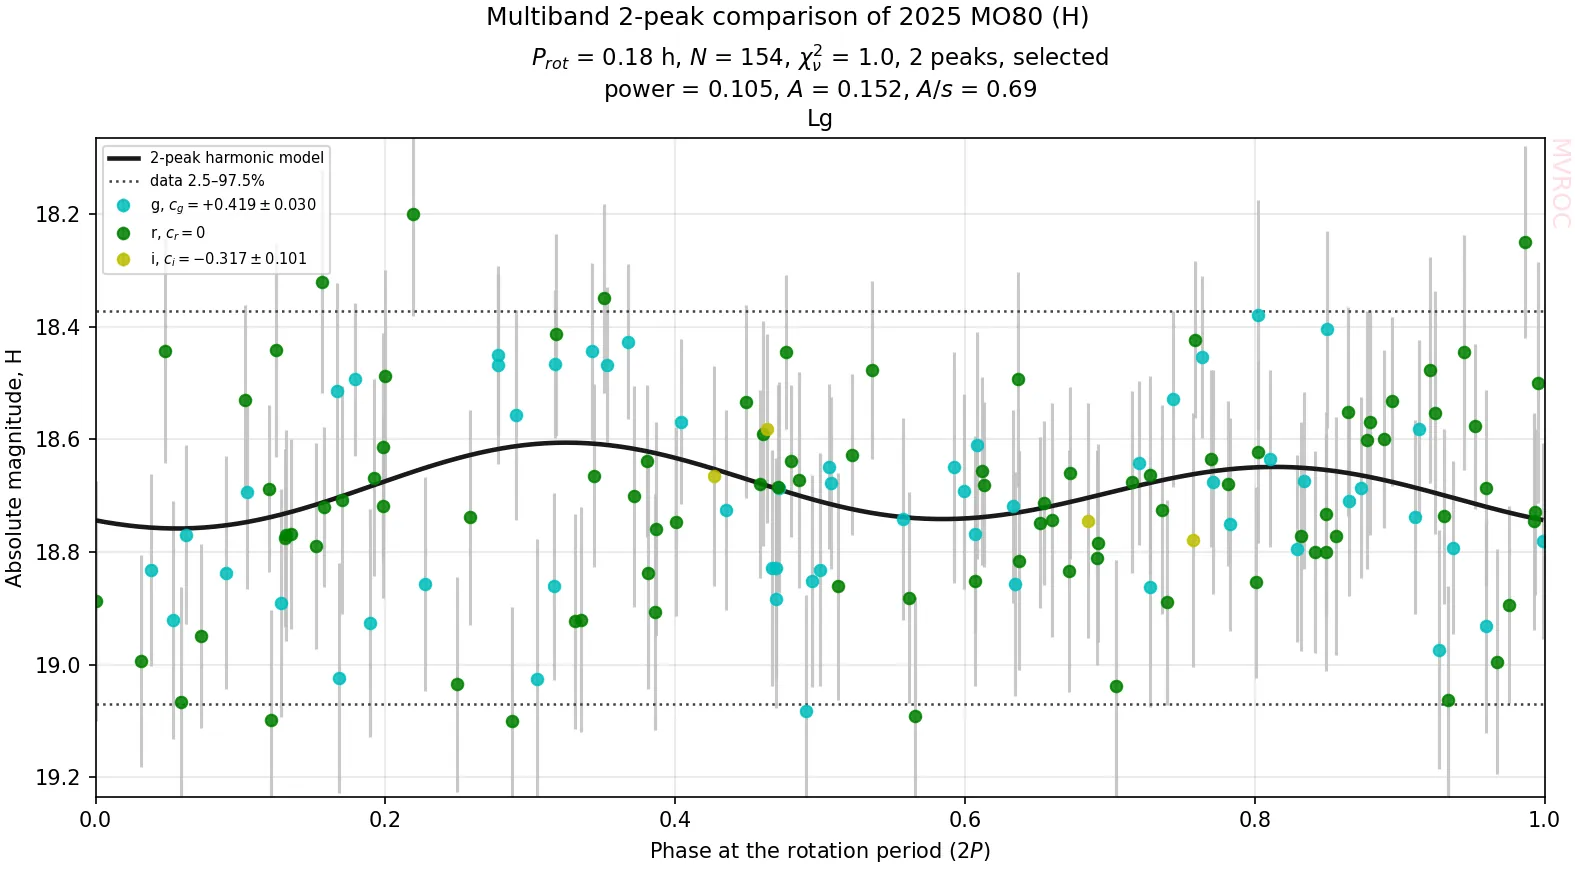 Multiband 2-peak comparison of 2025 MO80 (H)
P_rot = 0.18 h, N = 154, χ²_ν = 1.0, 2 peaks, selected
power = 0.105, A = 0.152, A/s = 0.69
Lg
2-peak harmonic model
data 2.5–97.5%
g, c_g = +0.419 ± 0.030
r, c_r = 0
i, c_i = −0.317 ± 0.101
MVROC
Absolute magnitude, H
18.2
18.4
18.6
18.8
19.0
19.2
0.0 0.2 0.4 0.6 0.8 1.0
Phase at the rotation period (2P)